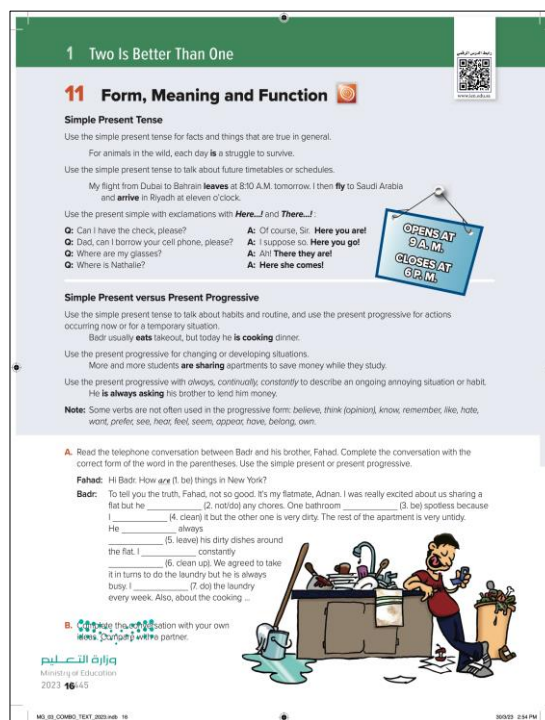 1 Two Is Better Than One
رابط الدرس الرقمي
www.ien.edu.sa
11 Form, Meaning and Function
Simple Present Tense
Use the simple present tense for facts and things that are true in general.
For animals in the wild, each day is a struggle to survive.
Use the simple present tense to talk about future timetables or schedules.
My flight from Dubai to Bahrain leaves at 8:10 A.M. tomorrow. I then fly to Saudi Arabia
and arrive in Riyadh at eleven o'clock.
Use the present simple with exclamations with Here...! and There...! :
Q: Can I have the check, please? A: Of course, Sir. Here you are!
Q: Dad, can I borrow your cell phone, please? A: I suppose so. Here you go!
Q: Where are my glasses? A: Ah! There they are!
Q: Where is Nathalie? A: Here she comes!
OPENS AT
9 A.M.
CLOSES AT
6 P.M.
Simple Present versus Present Progressive
Use the simple present tense to talk about habits and routine, and use the present progressive for actions
occurring now or for a temporary situation.
Badr usually eats takeout, but today he is cooking dinner.
Use the present progressive for changing or developing situations.
More and more students are sharing apartments to save money while they study.
Use the present progressive with always, continually, constantly to describe an ongoing annoying situation or habit.
He is always asking his brother to lend him money.
Note: Some verbs are not often used in the progressive form: believe, think (opinion), know, remember, like, hate,
want, prefer, see, hear, feel, seem, appear, have, belong, own.
A. Read the telephone conversation between Badr and his brother, Fahad. Complete the conversation with the
correct form of the word in the parentheses. Use the simple present or present progressive.
Fahad: Hi Badr. How are (1. be) things in New York?
Badr: To tell you the truth, Fahad, not so good. It's my flatmate, Adnan. I was really excited about us sharing a
flat but he ____________ (2. not/do) any chores. One bathroom ____________ (3. be) spotless because
I ____________ (4. clean) it but the other one is very dirty. The rest of the apartment is very untidy.
He ____________ always
____________ (5. leave) his dirty dishes around
the flat. I ____________ constantly
____________ (6. clean up). We agreed to take
it in turns to do the laundry but he is always
busy. I ____________ (7. do) the laundry
every week. Also, about the cooking ...
B. Complete the conversation with your own
ideas. Compare with a partner.
وزارة التعليم
Ministry of Education
2023 - 1445
16
MG_03_COMBO_TEXT_2023.indb 16 30/3/23 2:54 PM